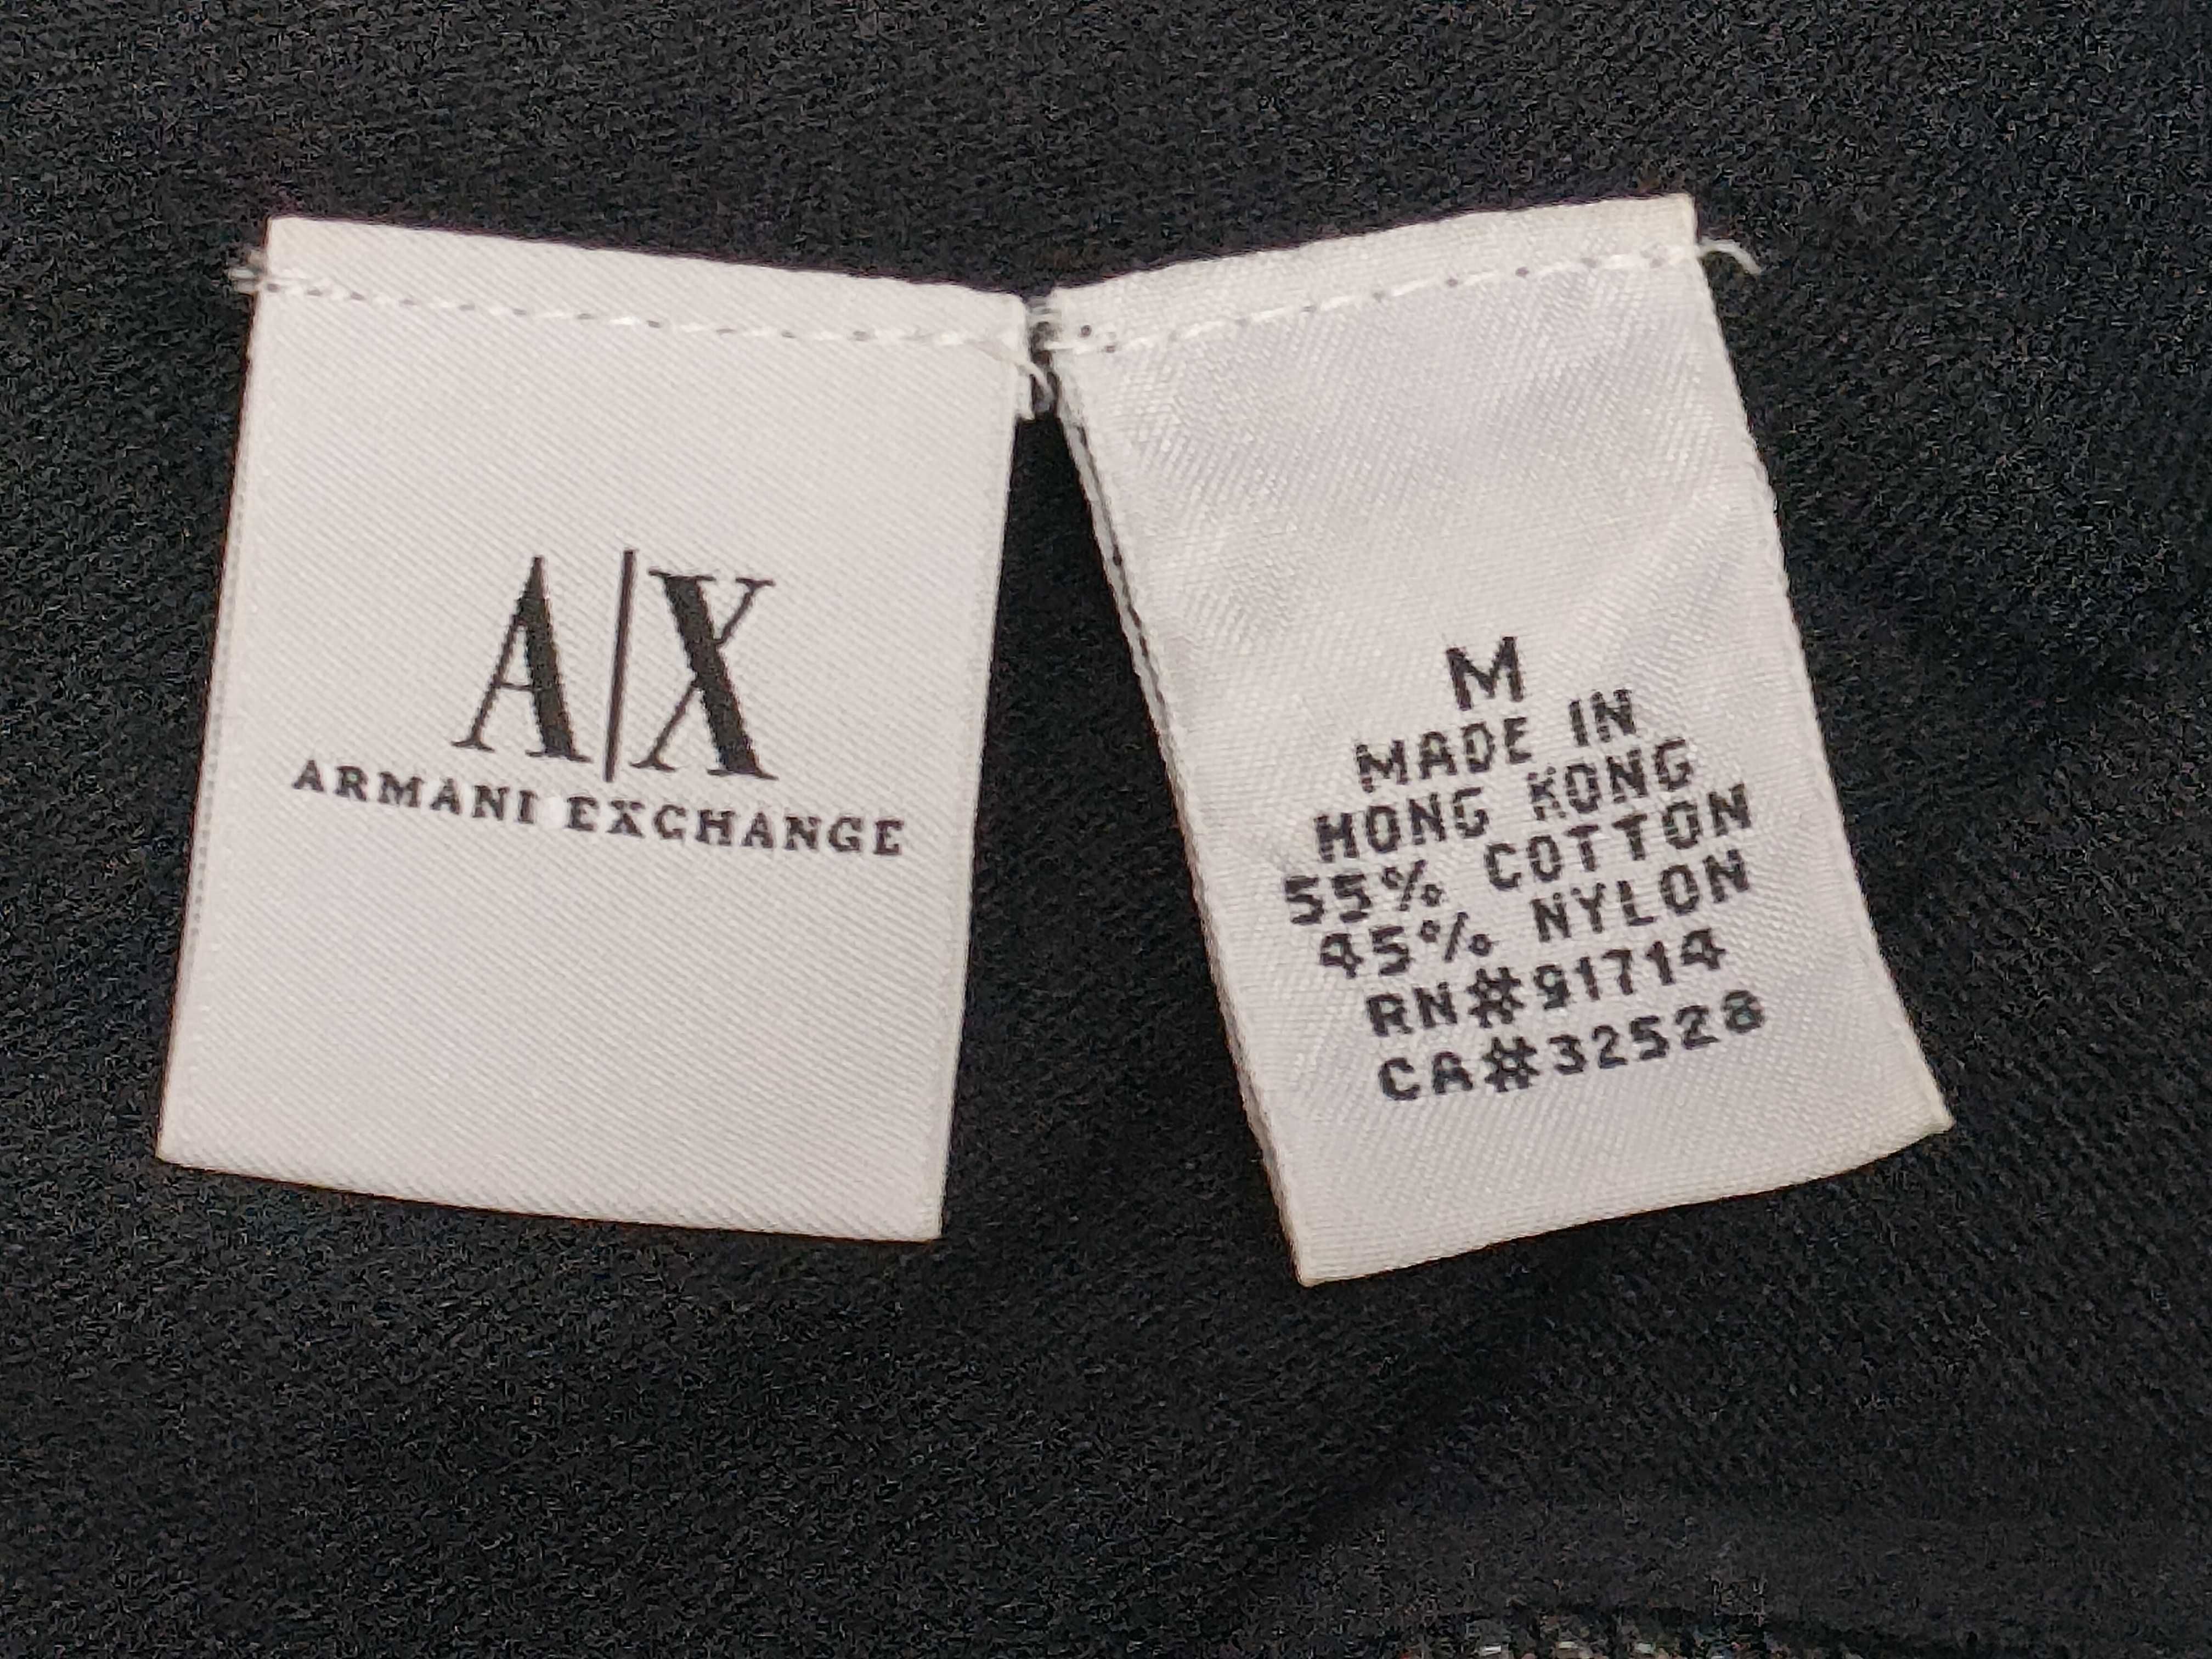 A|X
ARMANI EXCHANGE
M
MADE IN
HONG KONG
55% COTTON
45% NYLON
RN#91714
CA#32528